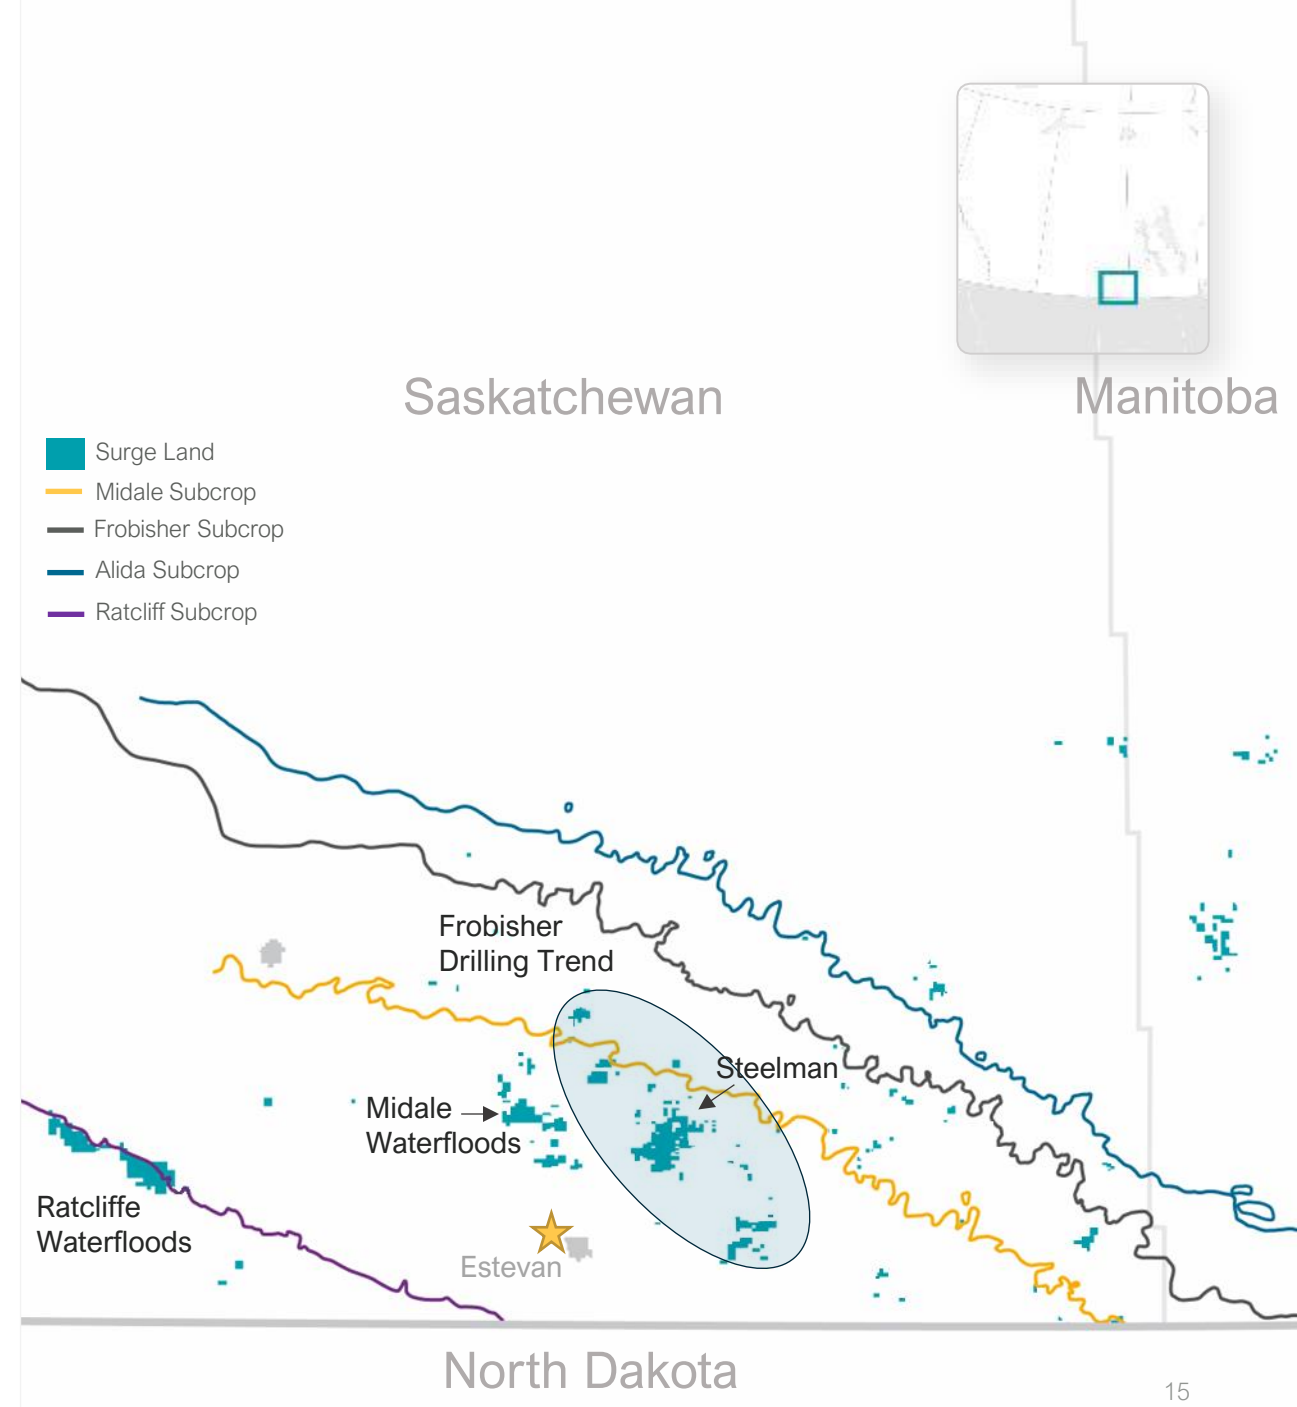 Saskatchewan
Manitoba
Surge Land
Midale Subcrop
Frobisher Subcrop
Alida Subcrop
Ratcliff Subcrop
Frobisher
Drilling Trend
Steelman
Midale
Waterfloods
Ratcliffe
Waterfloods
Estevan
North Dakota
15